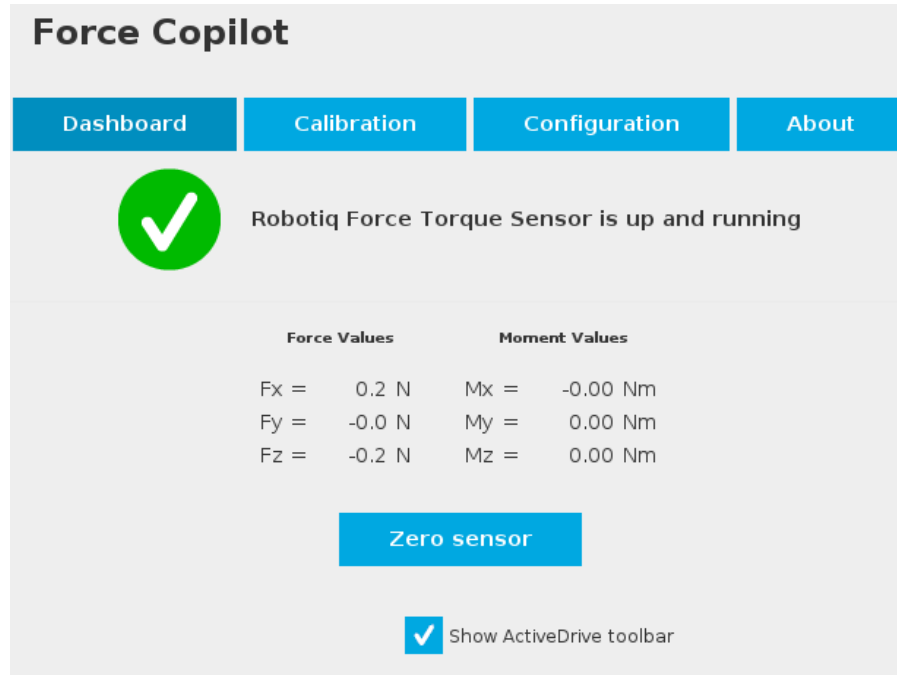 Force Copilot
Dashboard Calibration Configuration About
Robotiq Force Torque Sensor is up and running
Force Values Moment Values
Fx = 0.2 N Mx = -0.00 Nm
Fy = -0.0 N My = 0.00 Nm
Fz = -0.2 N Mz = 0.00 Nm
Zero sensor
Show ActiveDrive toolbar